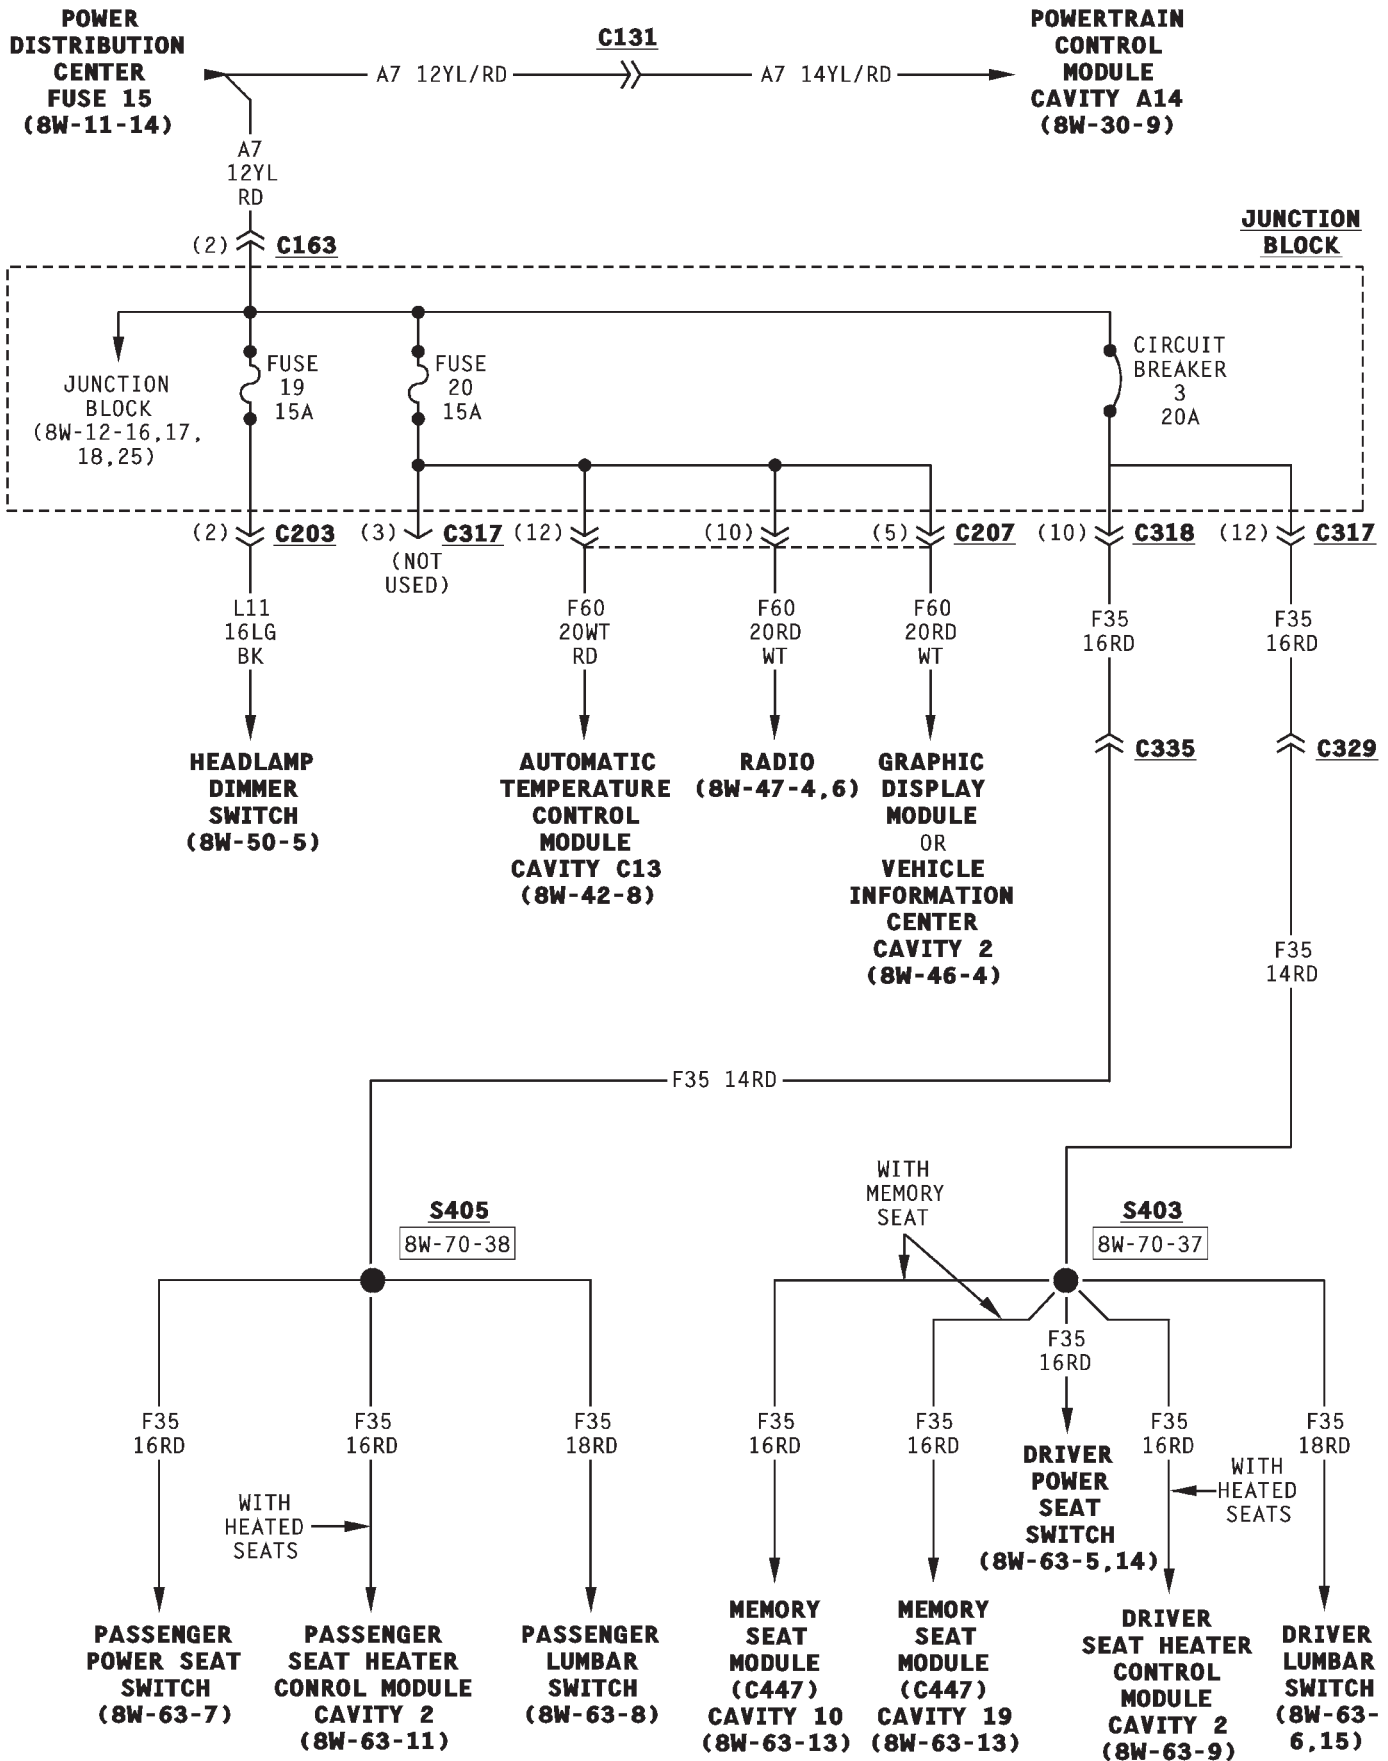 POWER
DISTRIBUTION
CENTER
FUSE 15
(8W-11-14)
A7 12YL/RD
C131
A7 14YL/RD
POWERTRAIN
CONTROL
MODULE
CAVITY A14
(8W-30-9)
A7
12YL
RD
(2) C163
JUNCTION
BLOCK
JUNCTION
BLOCK
(8W-12-16,17,
18,25)
FUSE
19
15A
FUSE
20
15A
CIRCUIT
BREAKER
3
20A
(2) C203
(3) C317
(NOT
USED)
(12)
(10)
(5) C207
(10) C318
(12) C317
L11
16LG
BK
F60
20WT
RD
F60
20RD
WT
F60
20RD
WT
F35
16RD
F35
16RD
C335
C329
HEADLAMP
DIMMER
SWITCH
(8W-50-5)
AUTOMATIC
TEMPERATURE
CONTROL
MODULE
CAVITY C13
(8W-42-8)
RADIO
(8W-47-4,6)
GRAPHIC
DISPLAY
MODULE
OR
VEHICLE
INFORMATION
CENTER
CAVITY 2
(8W-46-4)
F35
14RD
F35 14RD
WITH
MEMORY
SEAT
S405
8W-70-38
S403
8W-70-37
F35
16RD
F35
16RD
F35
16RD
F35
18RD
F35
16RD
F35
16RD
F35
16RD
F35
18RD
WITH
HEATED
SEATS
WITH
HEATED
SEATS
PASSENGER
POWER SEAT
SWITCH
(8W-63-7)
PASSENGER
SEAT HEATER
CONROL MODULE
CAVITY 2
(8W-63-11)
PASSENGER
LUMBAR
SWITCH
(8W-63-8)
MEMORY
SEAT
MODULE
(C447)
CAVITY 10
(8W-63-13)
MEMORY
SEAT
MODULE
(C447)
CAVITY 19
(8W-63-13)
DRIVER
POWER
SEAT
SWITCH
(8W-63-5,14)
DRIVER
SEAT HEATER
CONTROL
MODULE
CAVITY 2
(8W-63-9)
DRIVER
LUMBAR
SWITCH
(8W-63-
6,15)